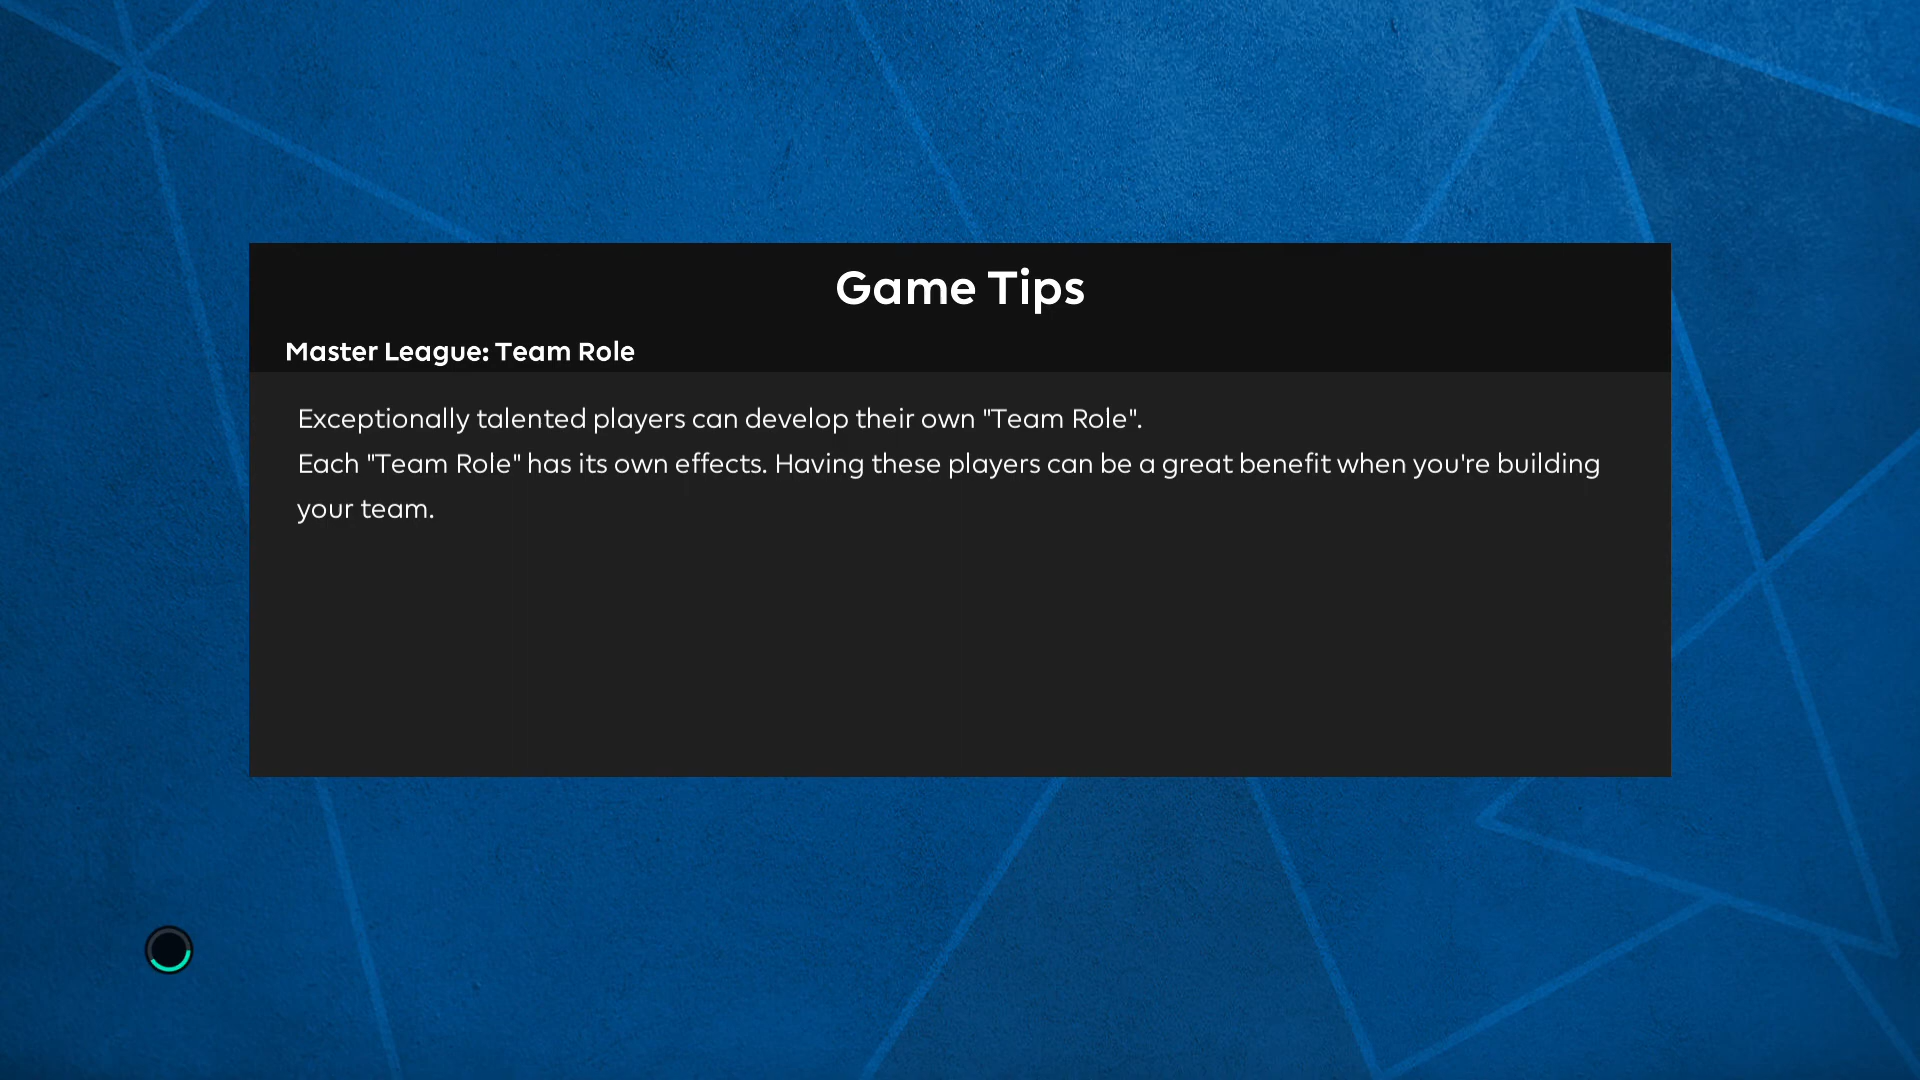 Game Tips
Master League: Team Role
Exceptionally talented players can develop their own "Team Role".
Each "Team Role" has its own effects. Having these players can be a great benefit when you're building
your team.